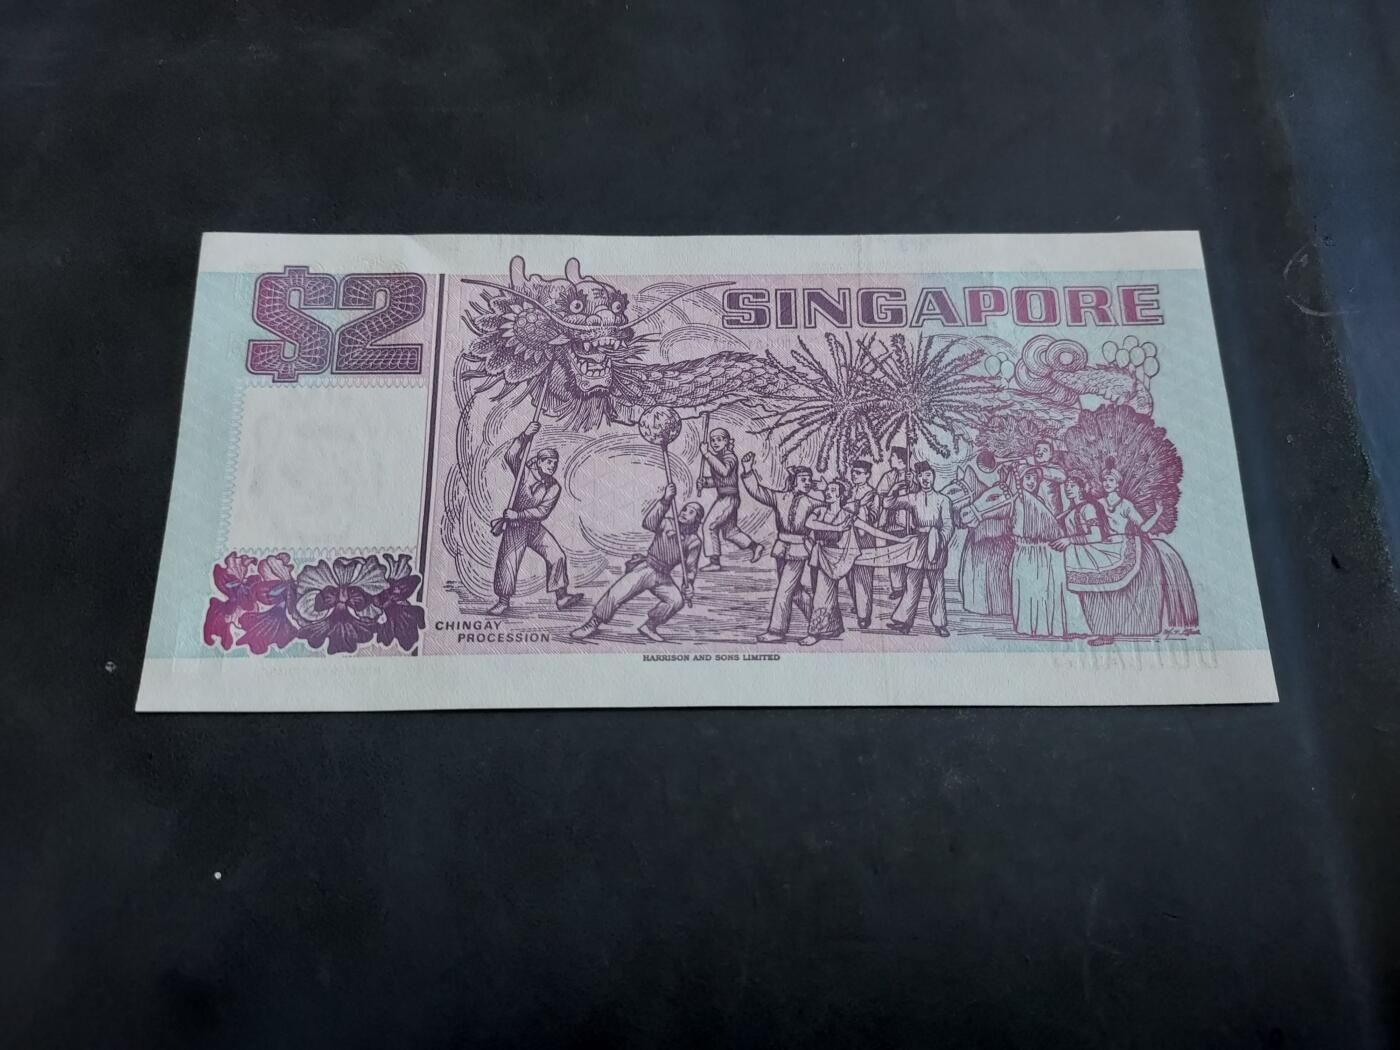 $2
SINGAPORE
CHINGAY
PROCESSION
HARRISON AND SONS LIMITED